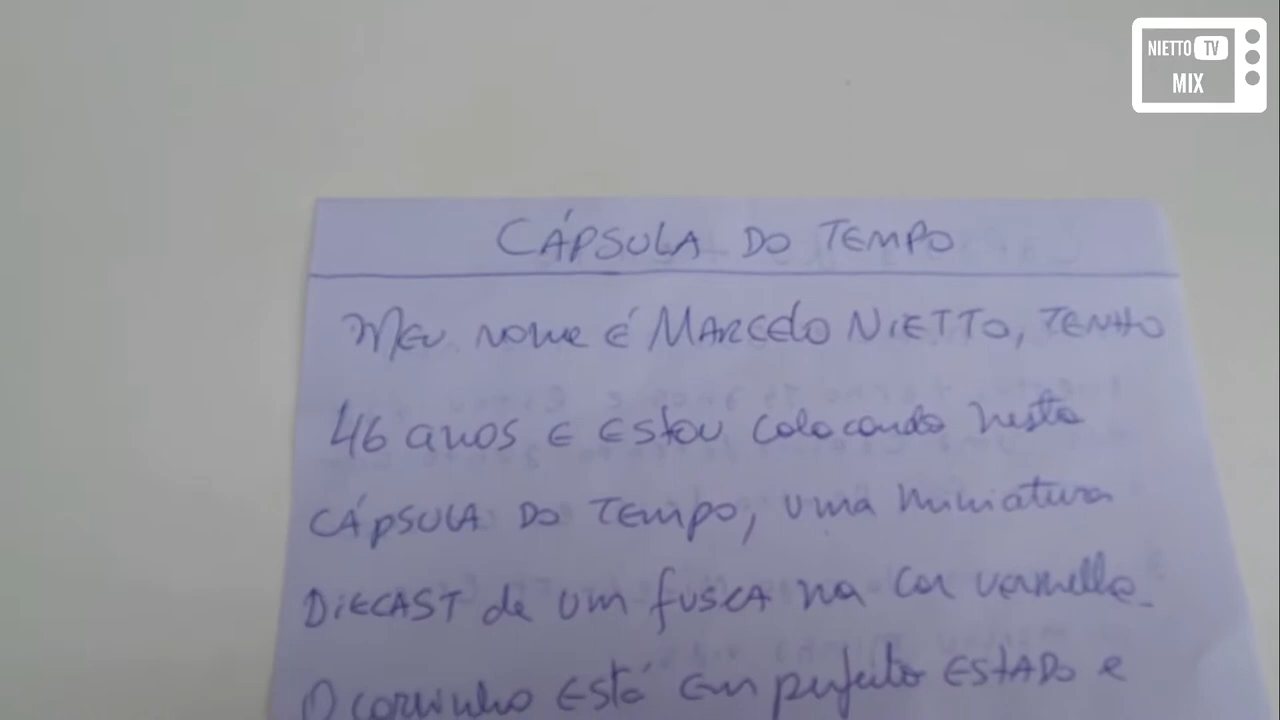 NIETTO TV
MIX
CÁPSULA DO TEMPO
Meu nome é MARCELO NIETTO, TENHO
46 anos E Estou colocando nesta
CÁPSULA DO TEMPO, uma miniatura
DIECAST de um fusca na cor vermelha.
O carrinho Está Em perfeito ESTADO e